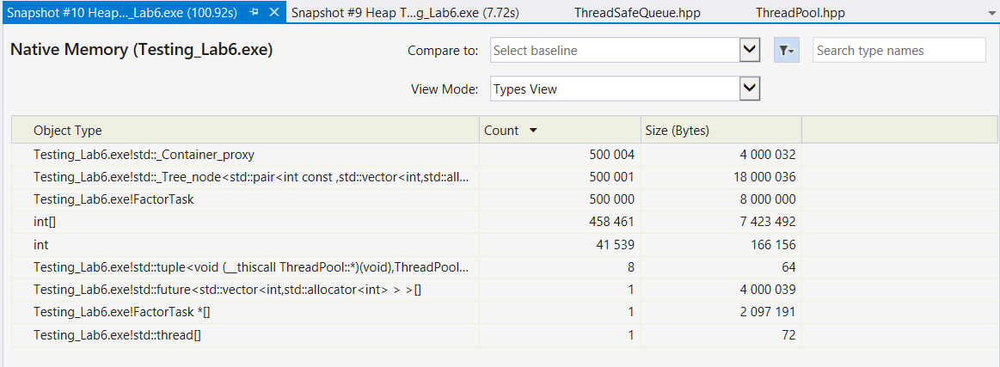 Snapshot #10 Heap..._Lab6.exe (100.92s) Snapshot #9 Heap T...g_Lab6.exe (7.72s) ThreadSafeQueue.hpp ThreadPool.hpp
Native Memory (Testing_Lab6.exe) Compare to: Select baseline Search type names
View Mode: Types View
Object Type Count Size (Bytes)
Testing_Lab6.exe!std::_Container_proxy 500 004 4 000 032
Testing_Lab6.exe!std::_Tree_node<std::pair<int const ,std::vector<int,std::all... 500 001 18 000 036
Testing_Lab6.exe!FactorTask 500 000 8 000 000
int[] 458 461 7 423 492
int 41 539 166 156
Testing_Lab6.exe!std::tuple<void (__thiscall ThreadPool::*)(void),ThreadPool... 8 64
Testing_Lab6.exe!std::future<std::vector<int,std::allocator<int> > >[] 1 4 000 039
Testing_Lab6.exe!FactorTask *[] 1 2 097 191
Testing_Lab6.exe!std::thread[] 1 72